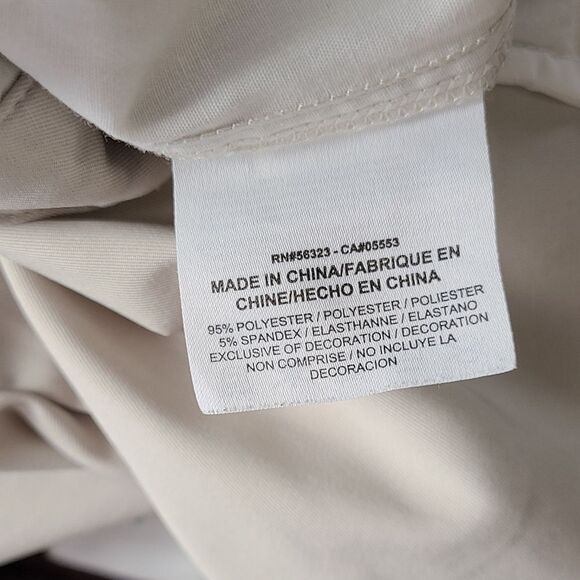 RN#56323 - CA#05553
MADE IN CHINA/FABRIQUE EN
CHINE/HECHO EN CHINA
95% POLYESTER / POLYESTER / POLIESTER
5% SPANDEX / ELASTHANNE / ELASTANO
EXCLUSIVE OF DECORATION / DECORATION
NON COMPRISE / NO INCLUYE LA
DECORACION